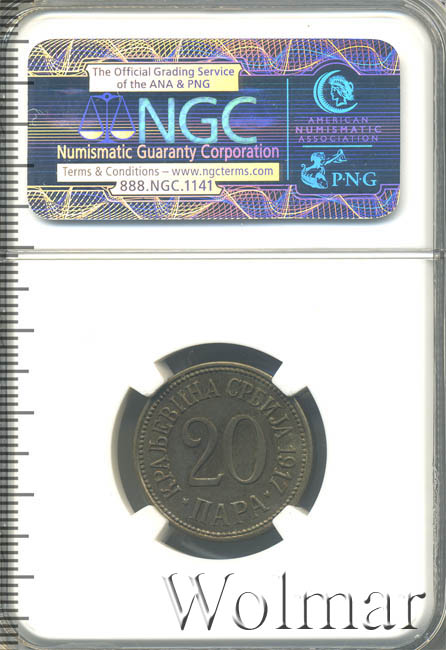 The Official Grading Service
of the ANA & PNG
NGC
Numismatic Guaranty Corporation
Terms & Conditions – www.ngcterms.com
888.NGC.1141
AMERICAN
NUMISMATIC
ASSOCIATION
P·N·G
КРАЉЕВИНА СРБИЈА 1917
20
ПАРА
Wolmar